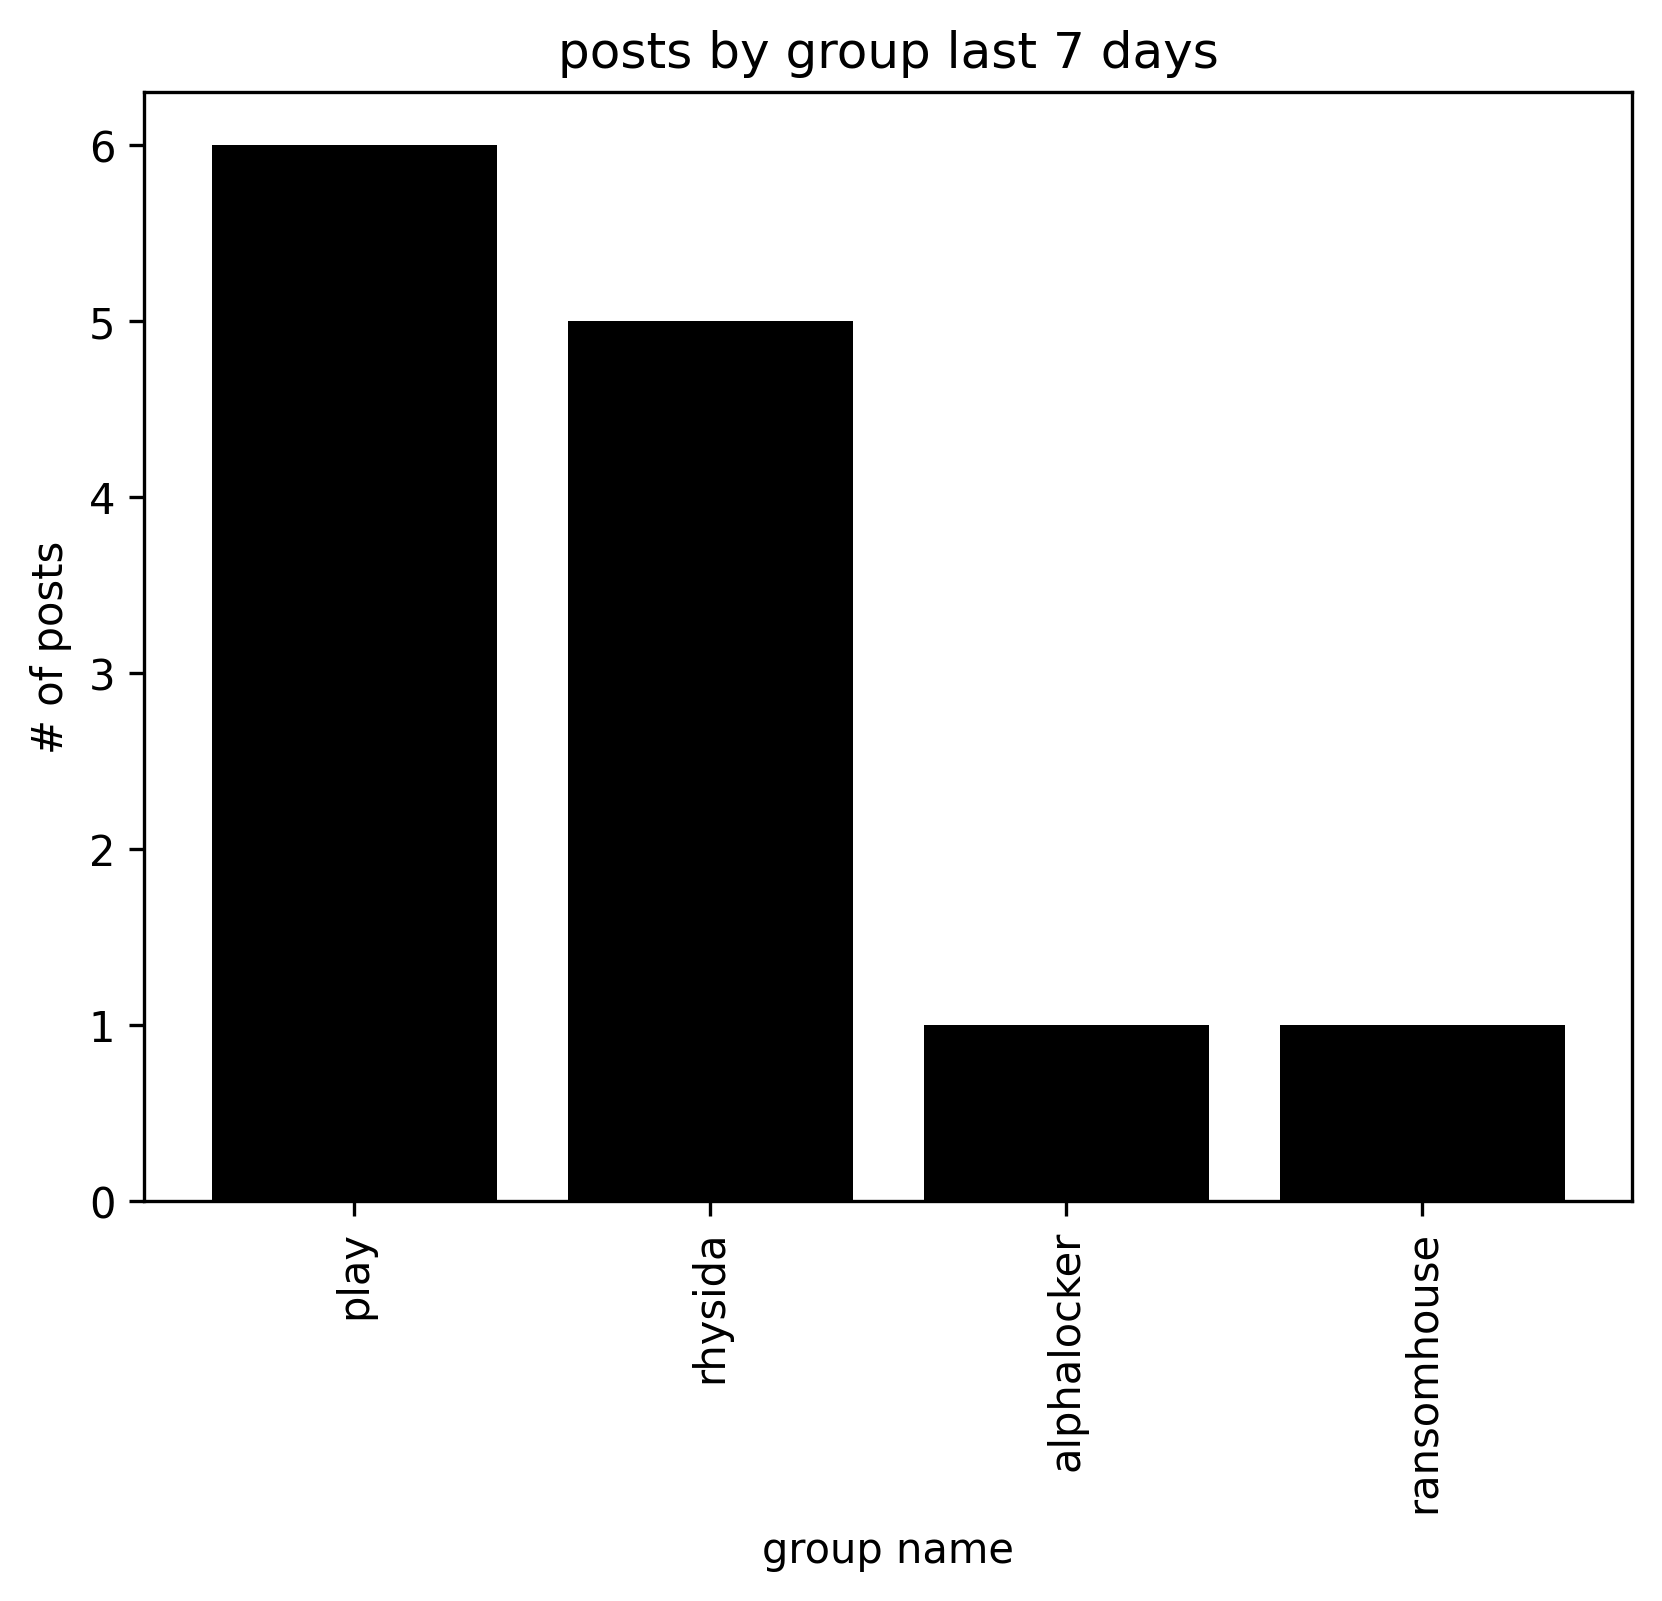 posts by group last 7 days
# of posts
6
5
4
3
2
1
0
play
rhysida
alphalocker
ransomhouse
group name